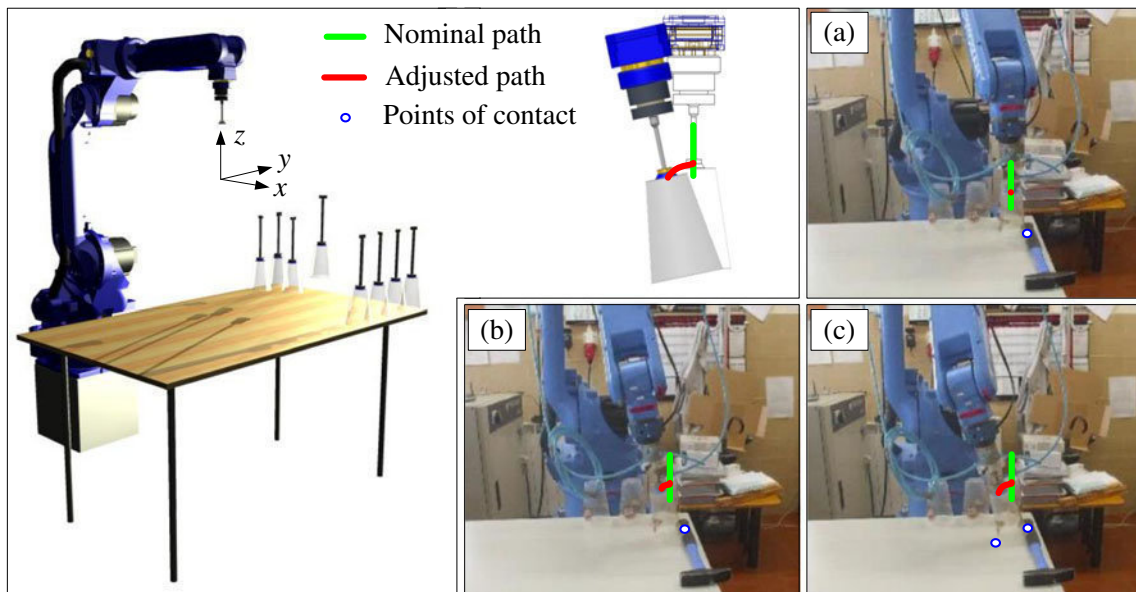 Nominal path
Adjusted path
Points of contact
z
y
x
(a)
(b)
(c)